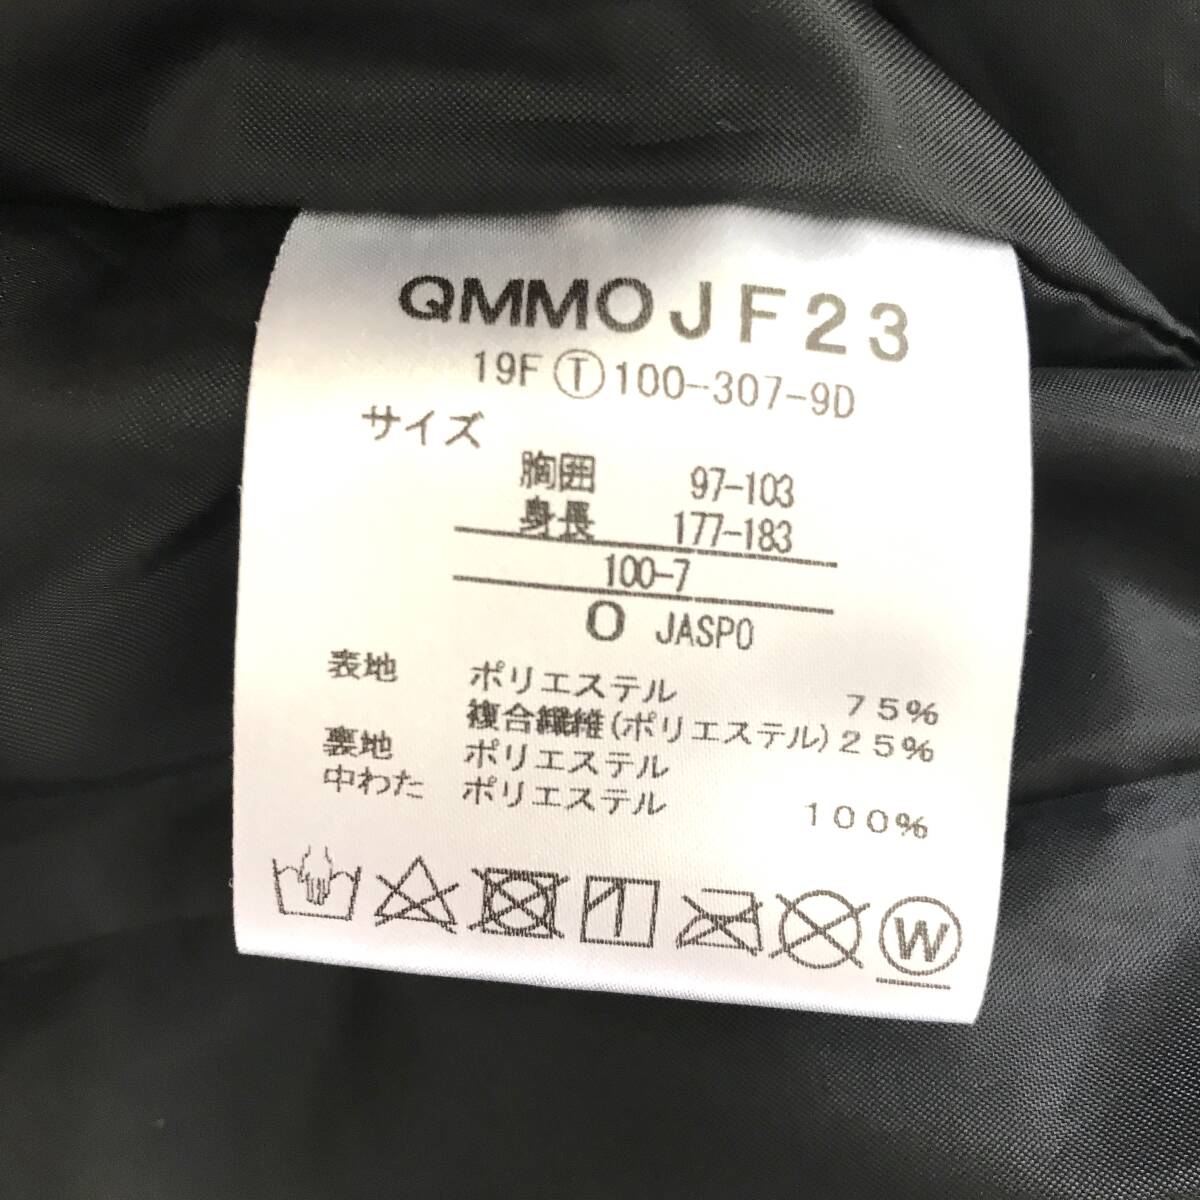 QMMOJF23
19F Ⓣ 100-307-9D
サイズ
胸囲 97-103
身長 177-183
100-7
O JASPO
表地 ポリエステル 75%
複合繊維(ポリエステル)25%
裏地 ポリエステル
中わた ポリエステル 100%
W